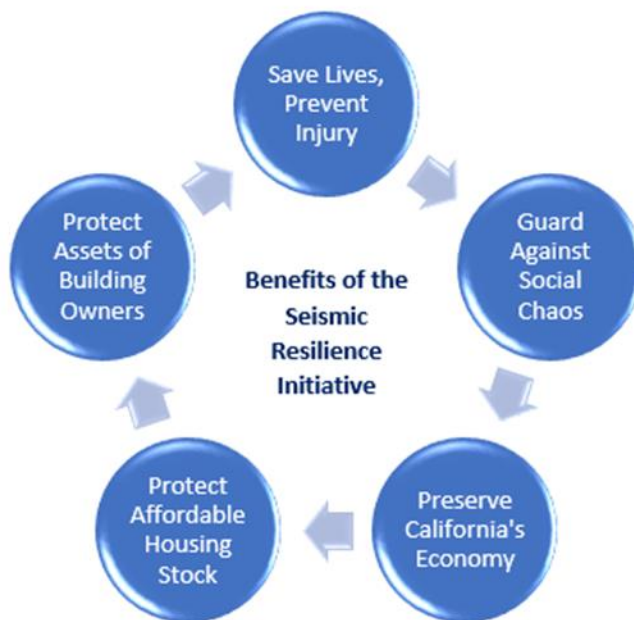 Save Lives,
Prevent
Injury
Guard
Against
Social
Chaos
Preserve
California's
Economy
Protect
Affordable
Housing
Stock
Protect
Assets of
Building
Owners
Benefits of the
Seismic
Resilience
Initiative